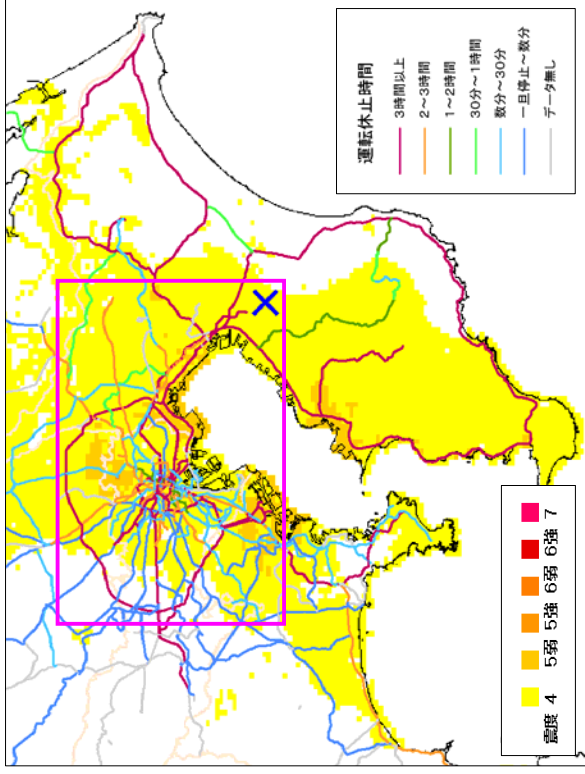 運転休止時間
3時間以上
2～3時間
1～2時間
30分～1時間
数分～30分
一旦停止～数分
データ無し
震度 4 5弱 5強 6弱 6強 7